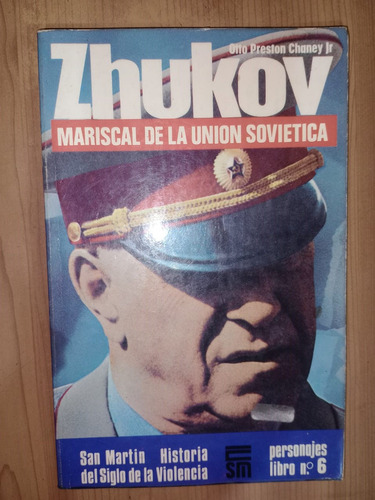 Otto Preston Chaney Jr
Zhukov
MARISCAL DE LA UNION SOVIETICA
San Martin Historia
del Siglo de la Violencia
SM
personajes
libro nº 6